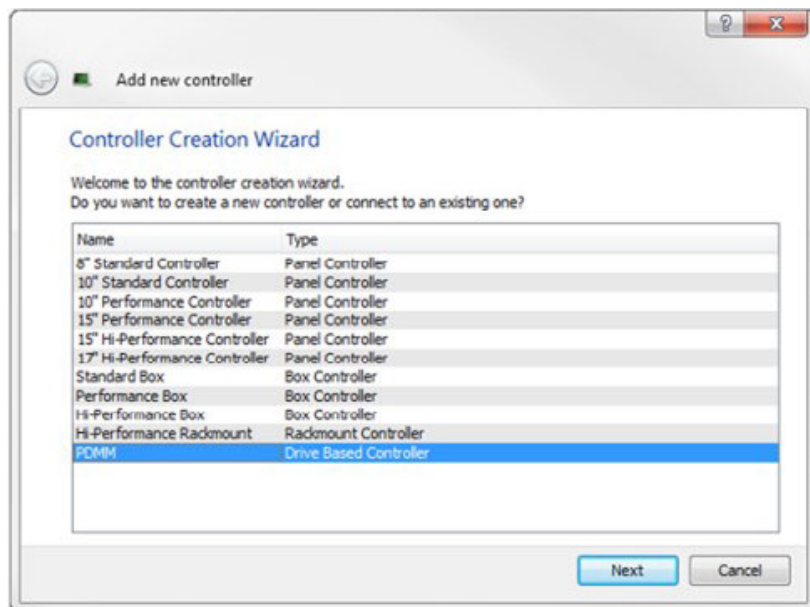 Add new controller
Controller Creation Wizard
Welcome to the controller creation wizard.
Do you want to create a new controller or connect to an existing one?
Name Type
8" Standard Controller Panel Controller
10" Standard Controller Panel Controller
10" Performance Controller Panel Controller
15" Performance Controller Panel Controller
15" Hi-Performance Controller Panel Controller
17" Hi-Performance Controller Panel Controller
Standard Box Box Controller
Performance Box Box Controller
Hi-Performance Box Box Controller
Hi-Performance Rackmount Rackmount Controller
PDMM Drive Based Controller
Next Cancel